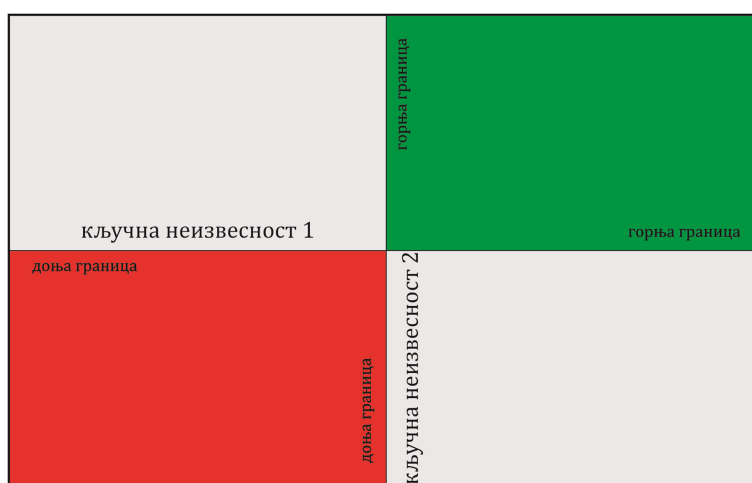 горња граница
кључна неизвесност 1
горња граница
доња граница
кључна неизвесност 2
доња граница